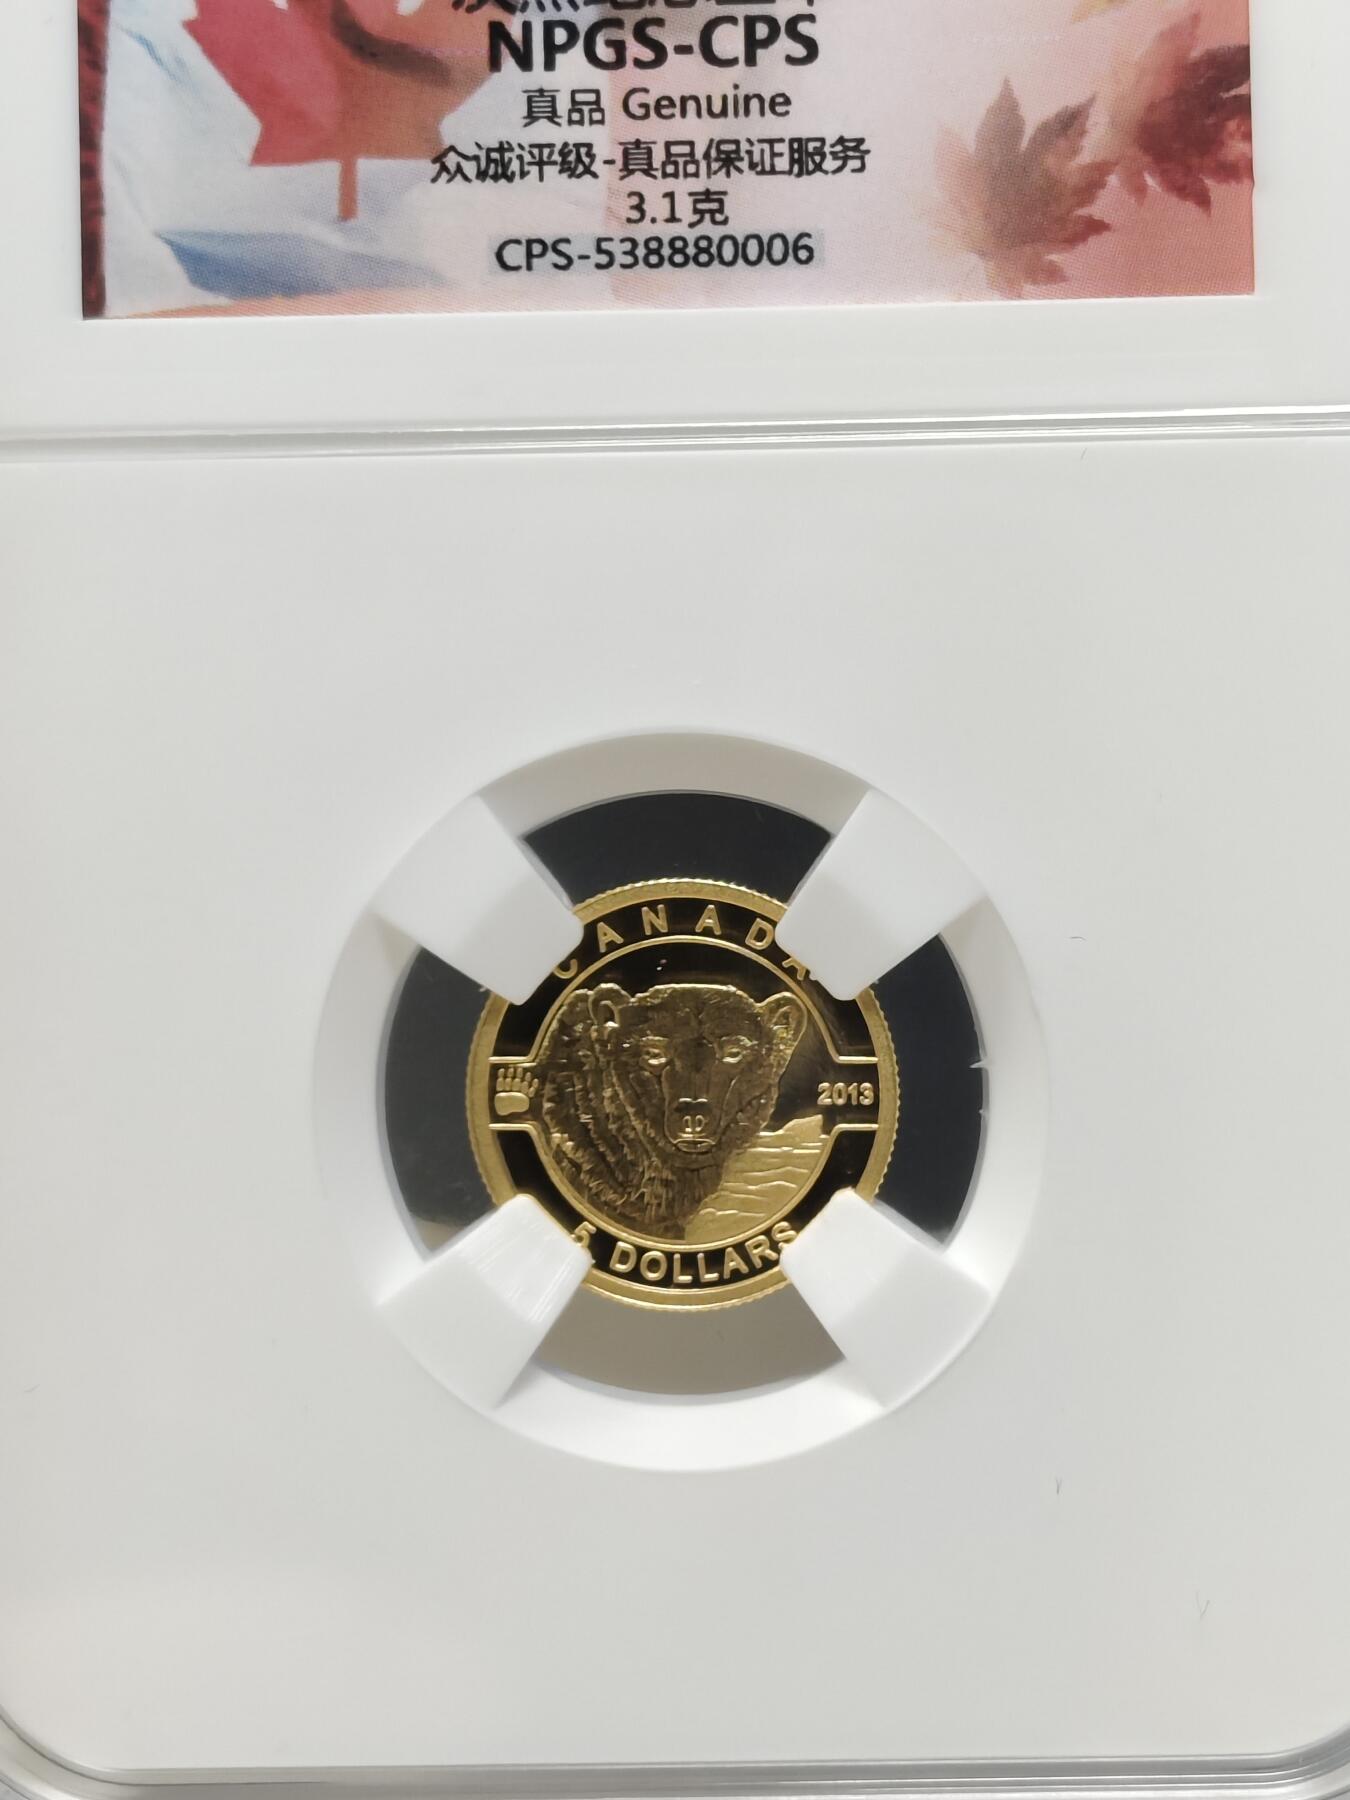 NPGS-CPS
真品 Genuine
众诚评级-真品保证服务
3.1克
CPS-538880006
CANADA
2013
5 DOLLARS